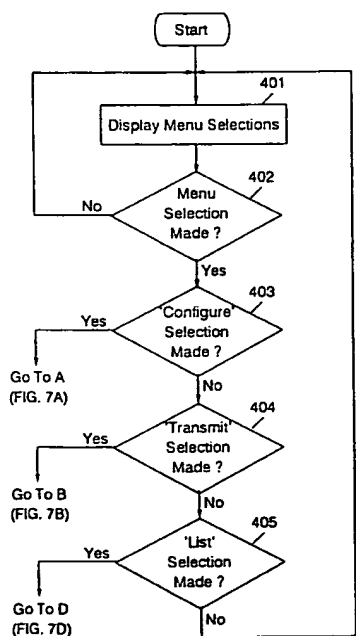 Start
401
Display Menu Selections
402
Menu
Selection
Made ?
No
Yes
403
'Configure'
Selection
Made ?
Yes
Go To A
(FIG. 7A)
No
404
'Transmit'
Selection
Made ?
Yes
Go To B
(FIG. 7B)
No
405
'List'
Selection
Made ?
Yes
Go To D
(FIG. 7D)
No